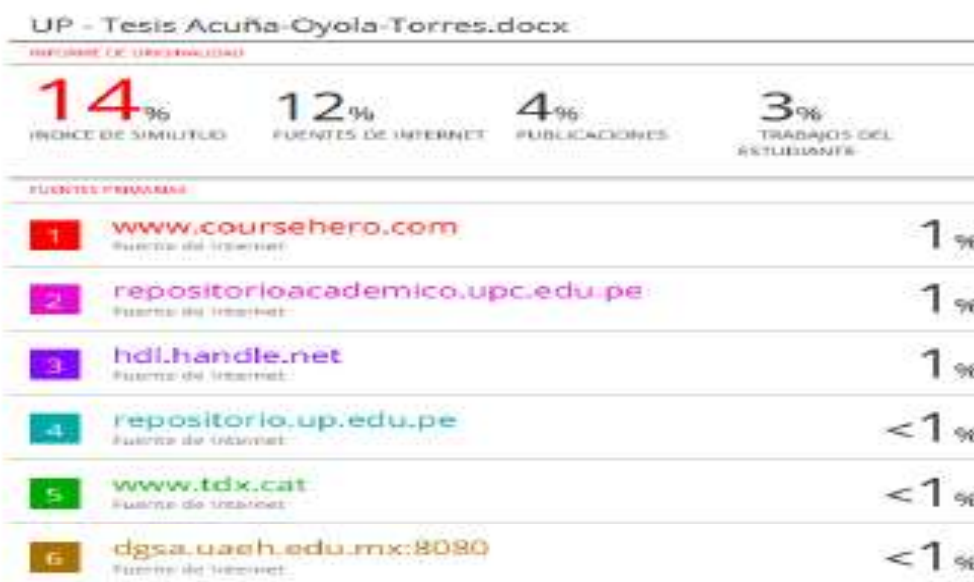 UP - Tesis Acuña-Oyola-Torres.docx
INFORME DE ORIGINALIDAD
14%
12%
4%
3%
INDICE DE SIMILITUD
FUENTES DE INTERNET
PUBLICACIONES
TRABAJOS DEL
ESTUDIANTE
FUENTES PRIMARIAS
1
www.coursehero.com
Fuente de Internet
1%
2
repositorioacademico.upc.edu.pe
Fuente de Internet
1%
3
hdl.handle.net
Fuente de Internet
1%
4
repositorio.up.edu.pe
Fuente de Internet
<1%
5
www.tdx.cat
Fuente de Internet
<1%
6
dgsa.uaeh.edu.mx:8080
Fuente de Internet
<1%